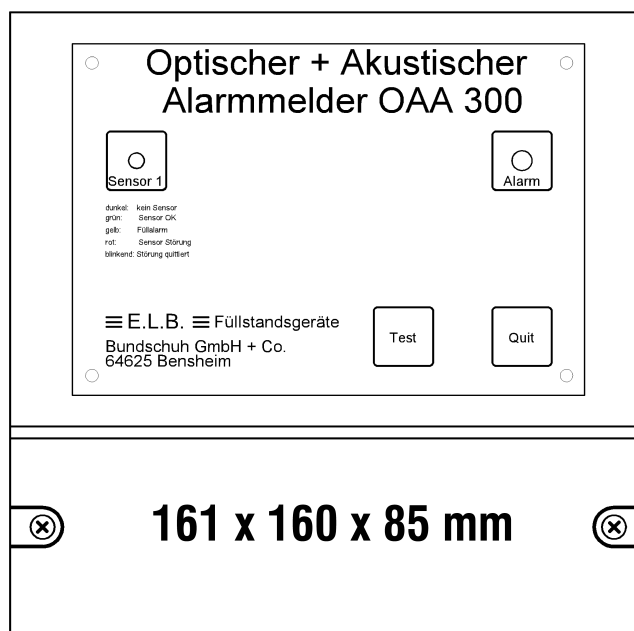 Optischer + Akustischer
Alarmmelder OAA 300
Sensor 1
Alarm
dunkel: kein Sensor
grün: Sensor OK
gelb: Füllalarm
rot: Sensor Störung
blinkend: Störung quittiert
E.L.B. Füllstandsgeräte
Bundschuh GmbH + Co.
64625 Bensheim
Test
Quit
161 x 160 x 85 mm